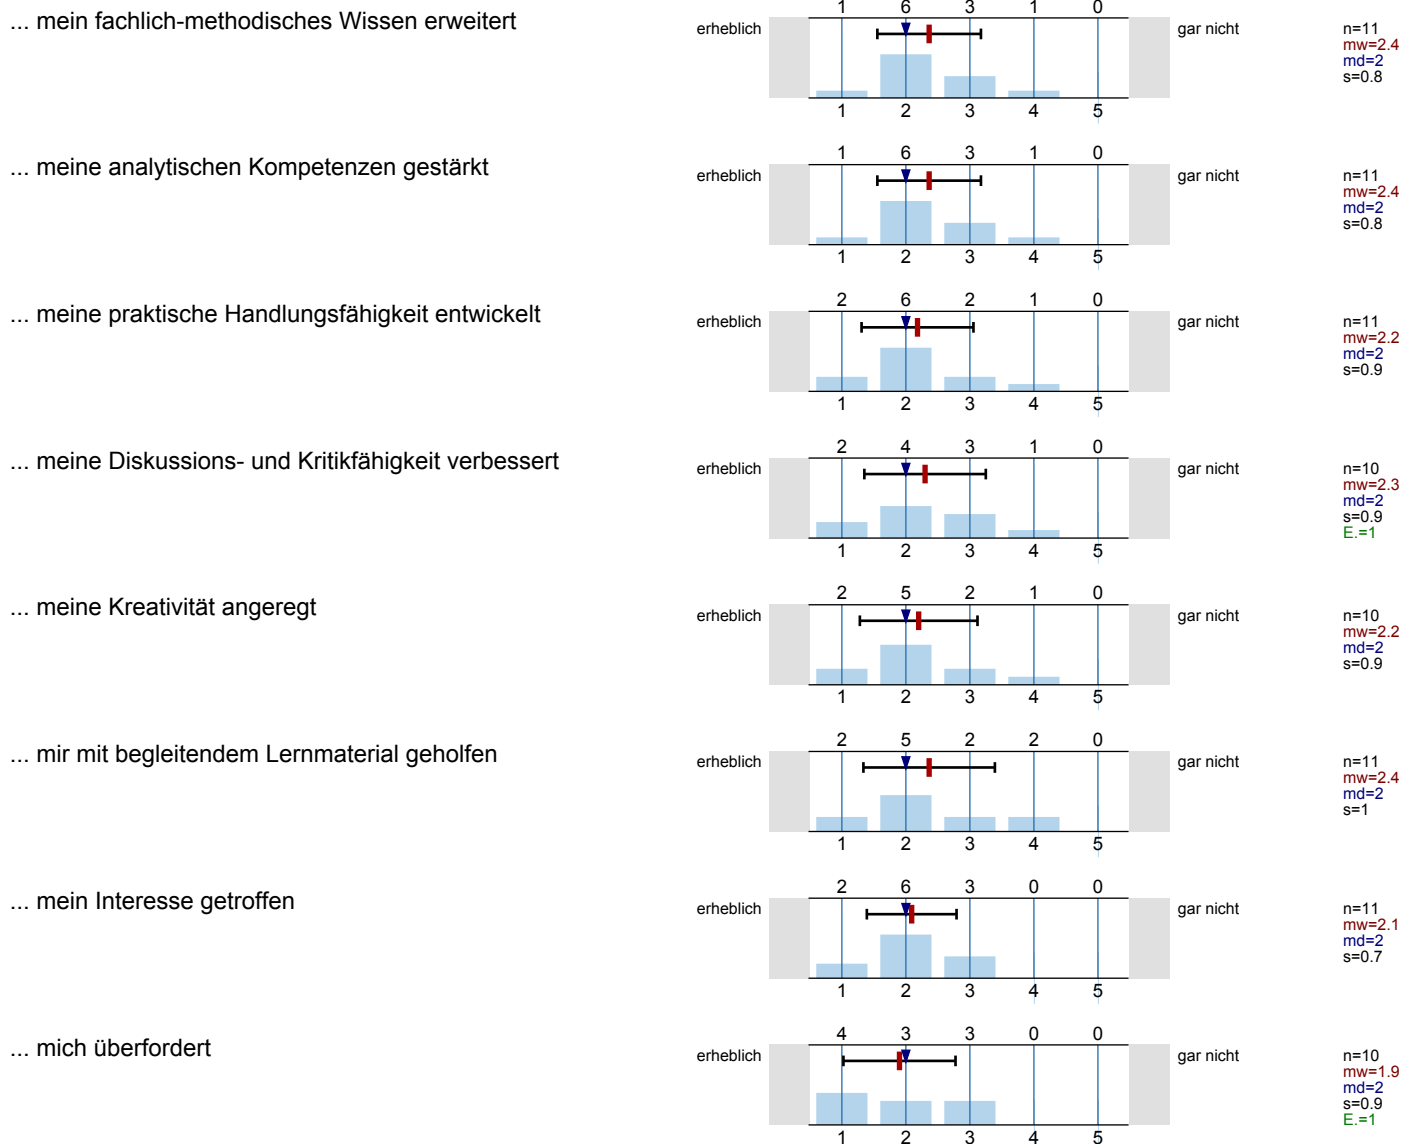 ... mein fachlich-methodisches Wissen erweitert
1 6 3 1 0
erheblich gar nicht
1 2 3 4 5
n=11
mw=2.4
md=2
s=0.8
... meine analytischen Kompetenzen gestärkt
1 6 3 1 0
erheblich gar nicht
1 2 3 4 5
n=11
mw=2.4
md=2
s=0.8
... meine praktische Handlungsfähigkeit entwickelt
2 6 2 1 0
erheblich gar nicht
1 2 3 4 5
n=11
mw=2.2
md=2
s=0.9
... meine Diskussions- und Kritikfähigkeit verbessert
2 4 3 1 0
erheblich gar nicht
1 2 3 4 5
n=10
mw=2.3
md=2
s=0.9
E.=1
... meine Kreativität angeregt
2 5 2 1 0
erheblich gar nicht
1 2 3 4 5
n=10
mw=2.2
md=2
s=0.9
... mir mit begleitendem Lernmaterial geholfen
2 5 2 2 0
erheblich gar nicht
1 2 3 4 5
n=11
mw=2.4
md=2
s=1
... mein Interesse getroffen
2 6 3 0 0
erheblich gar nicht
1 2 3 4 5
n=11
mw=2.1
md=2
s=0.7
... mich überfordert
4 3 3 0 0
erheblich gar nicht
1 2 3 4 5
n=10
mw=1.9
md=2
s=0.9
E.=1